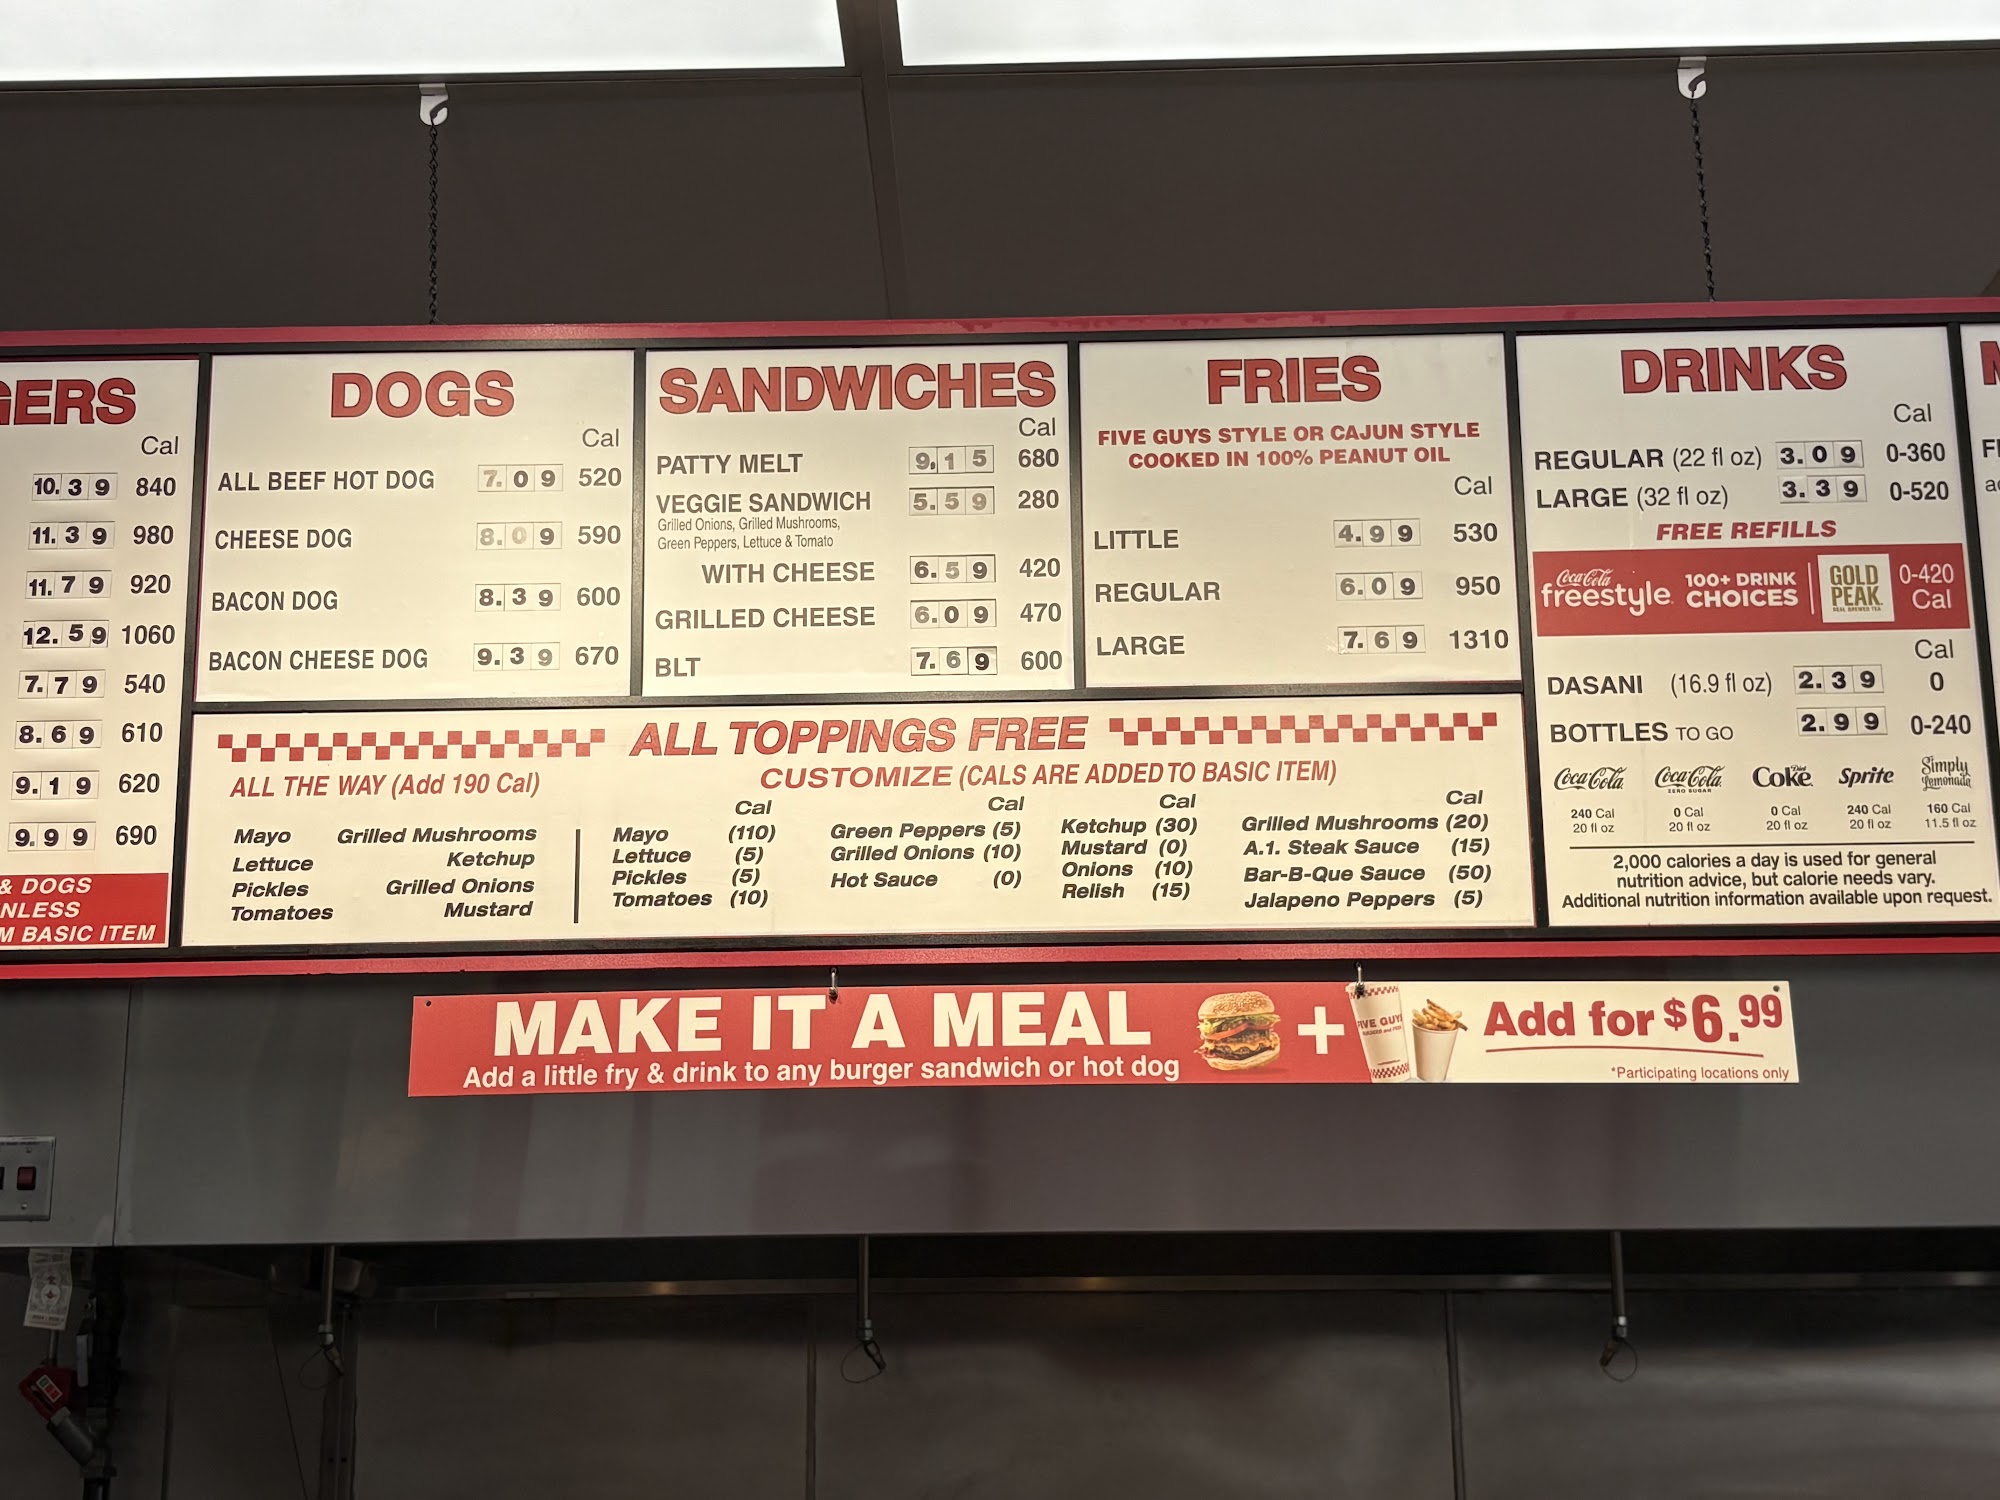 GERS
Cal
10.39 840
11.39 980
11.79 920
12.59 1060
7.79 540
8.69 610
9.19 620
9.99 690
& DOGS
NLESS
M BASIC ITEM
DOGS
Cal
ALL BEEF HOT DOG 7.09 520
CHEESE DOG 8.09 590
BACON DOG 8.39 600
BACON CHEESE DOG 9.39 670
SANDWICHES
Cal
PATTY MELT 9.15 680
VEGGIE SANDWICH 5.59 280
Grilled Onions, Grilled Mushrooms,
Green Peppers, Lettuce & Tomato
WITH CHEESE 6.59 420
GRILLED CHEESE 6.09 470
BLT 7.69 600
FRIES
FIVE GUYS STYLE OR CAJUN STYLE
COOKED IN 100% PEANUT OIL
Cal
LITTLE 4.99 530
REGULAR 6.09 950
LARGE 7.69 1310
DRINKS
Cal
REGULAR (22 fl oz) 3.09 0-360
LARGE (32 fl oz) 3.39 0-520
FREE REFILLS
Coca-Cola freestyle 100+ DRINK CHOICES GOLD PEAK REAL BREWED TEA 0-420 Cal
Cal
DASANI (16.9 fl oz) 2.39 0
BOTTLES TO GO 2.99 0-240
Coca-Cola Coca-Cola ZERO SUGAR Diet Coke Sprite Simply Lemonade
240 Cal 0 Cal 0 Cal 240 Cal 160 Cal
20 fl oz 20 fl oz 20 fl oz 20 fl oz 11.5 fl oz
2,000 calories a day is used for general
nutrition advice, but calorie needs vary.
Additional nutrition information available upon request.
ALL TOPPINGS FREE
ALL THE WAY (Add 190 Cal)
Mayo Grilled Mushrooms
Lettuce Ketchup
Pickles Grilled Onions
Tomatoes Mustard
CUSTOMIZE (CALS ARE ADDED TO BASIC ITEM)
Cal Cal Cal Cal
Mayo (110) Green Peppers (5) Ketchup (30) Grilled Mushrooms (20)
Lettuce (5) Grilled Onions (10) Mustard (0) A.1. Steak Sauce (15)
Pickles (5) Hot Sauce (0) Onions (10) Bar-B-Que Sauce (50)
Tomatoes (10) Relish (15) Jalapeno Peppers (5)
MAKE IT A MEAL
Add a little fry & drink to any burger sandwich or hot dog
+
FIVE GUYS
Add for $6.99
*Participating locations only